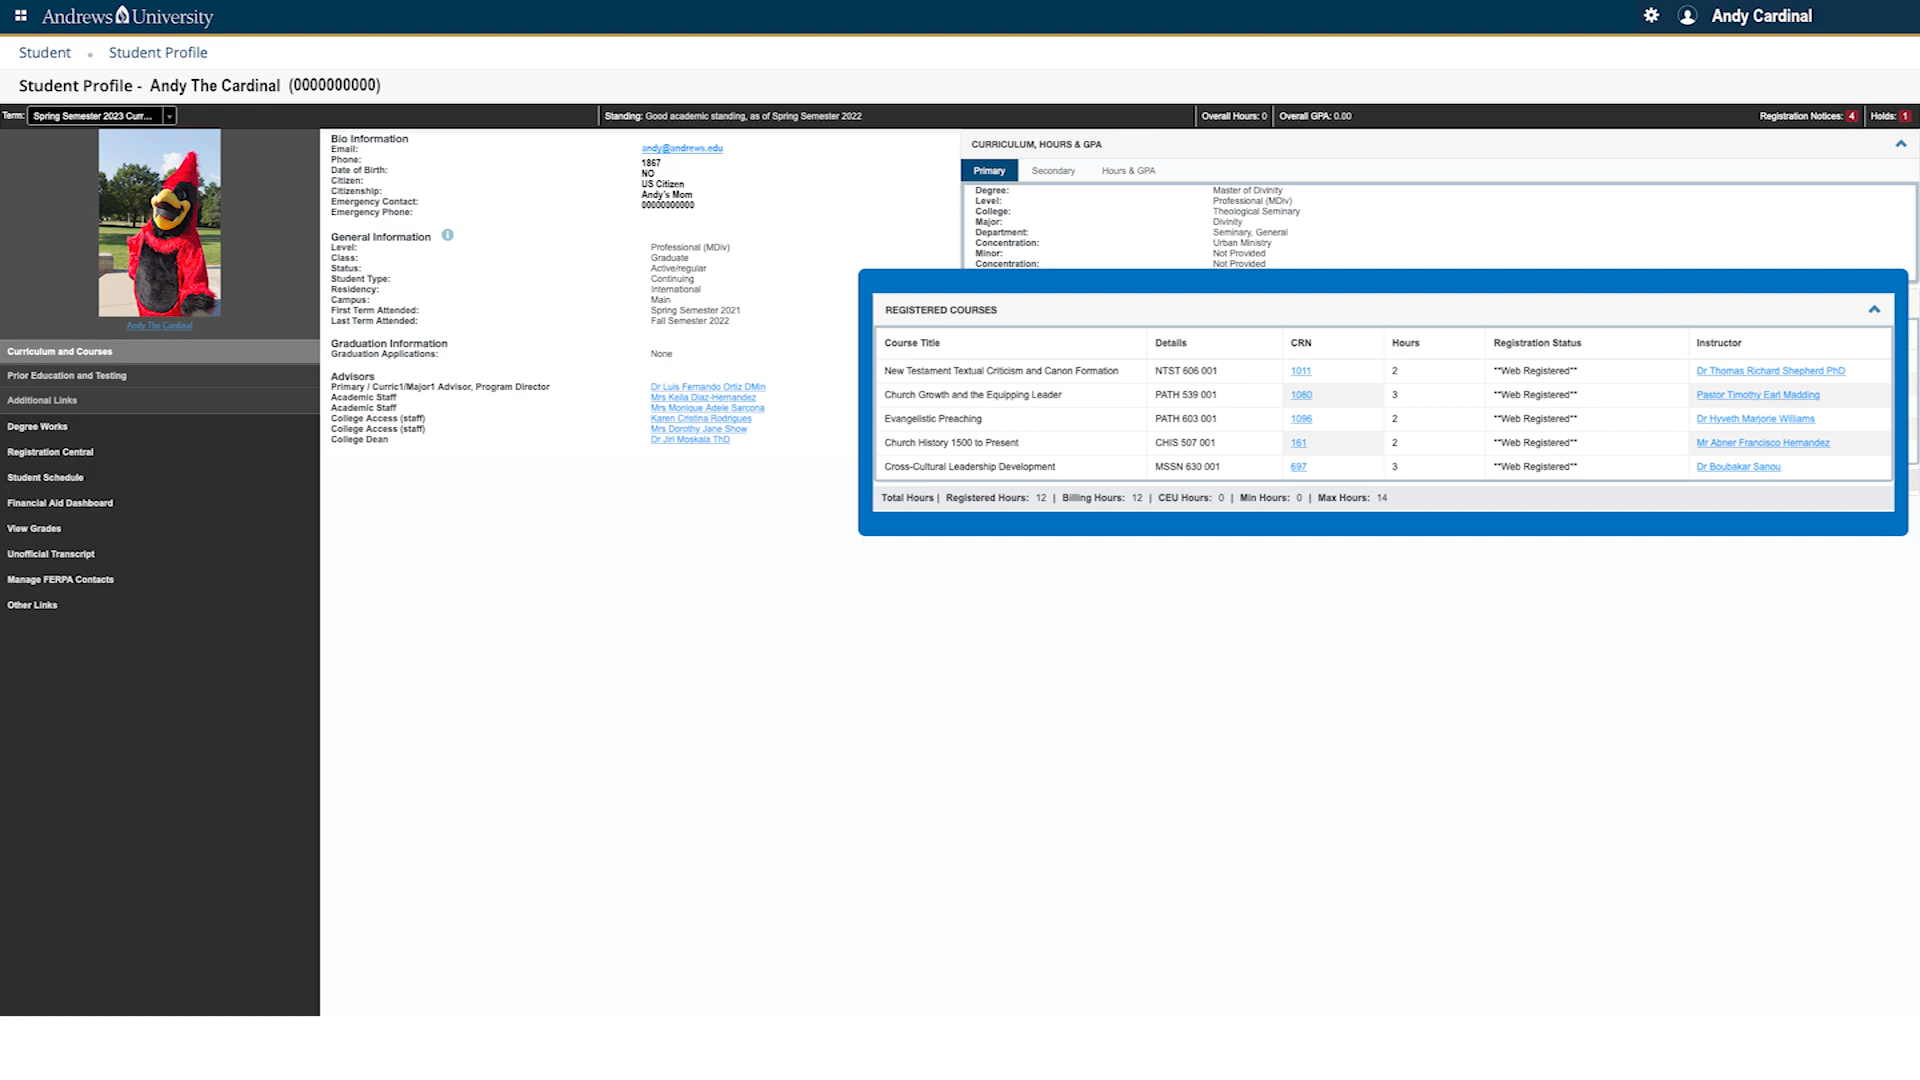 Andrews University
Andy Cardinal
Student • Student Profile
Student Profile - Andy The Cardinal (0000000000)
Term: Spring Semester 2023 Curr...
Standing: Good academic standing, as of Spring Semester 2022
Overall Hours: 0
Overall GPA: 0.00
Registration Notices: 4
Holds: 1
Andy The Cardinal
Curriculum and Courses
Prior Education and Testing
Additional Links
Degree Works
Registration Central
Student Schedule
Financial Aid Dashboard
View Grades
Unofficial Transcript
Manage FERPA Contacts
Other Links
Bio Information
Email: andy@andrews.edu
Phone: 1867
Date of Birth: NO
Citizen: US Citizen
Citizenship: Andy's Mom
Emergency Contact: 00000000000
Emergency Phone:
General Information
Level: Professional (MDiv)
Class: Graduate
Status: Active/regular
Student Type: Continuing
Residency: International
Campus: Main
First Term Attended: Spring Semester 2021
Last Term Attended: Fall Semester 2022
Graduation Information
Graduation Applications: None
Advisors
Primary / Curric1/Major1 Advisor, Program Director Dr Luis Fernando Ortiz DMin
Academic Staff Mrs Keila Diaz-Hernandez
Academic Staff Mrs Monique Adele Sarcona
College Access (staff) Karen Cristina Rodrigues
College Access (staff) Mrs Dorothy Jane Show
College Dean Dr Jiri Moskala ThD
CURRICULUM, HOURS & GPA
Primary Secondary Hours & GPA
Degree: Master of Divinity
Level: Professional (MDiv)
College: Theological Seminary
Major: Divinity
Department: Seminary, General
Concentration: Urban Ministry
Minor: Not Provided
Concentration: Not Provided
REGISTERED COURSES
Course Title Details CRN Hours Registration Status Instructor
New Testament Textual Criticism and Canon Formation NTST 606 001 1011 2 **Web Registered** Dr Thomas Richard Shepherd PhD
Church Growth and the Equipping Leader PATH 539 001 1080 3 **Web Registered** Pastor Timothy Earl Madding
Evangelistic Preaching PATH 603 001 1096 2 **Web Registered** Dr Hyveth Marjorie Williams
Church History 1500 to Present CHIS 507 001 161 2 **Web Registered** Mr Abner Francisco Hernandez
Cross-Cultural Leadership Development MSSN 630 001 697 3 **Web Registered** Dr Boubakar Sanou
Total Hours | Registered Hours: 12 | Billing Hours: 12 | CEU Hours: 0 | Min Hours: 0 | Max Hours: 14